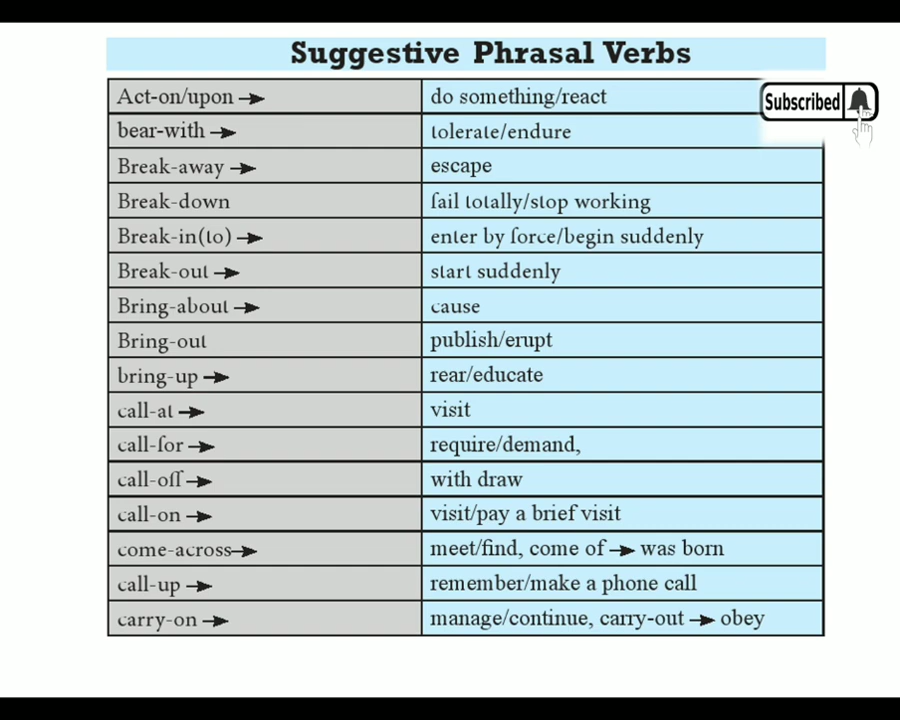 Suggestive Phrasal Verbs
Act-on/upon → do something/react
Subscribed
bear-with → tolerate/endure
Break-away → escape
Break-down fail totally/stop working
Break-in(to) → enter by force/begin suddenly
Break-out → start suddenly
Bring-about → cause
Bring-out publish/erupt
bring-up → rear/educate
call-at → visit
call-for → require/demand,
call-off → with draw
call-on → visit/pay a brief visit
come-across→ meet/find, come of → was born
call-up → remember/make a phone call
carry-on → manage/continue, carry-out → obey